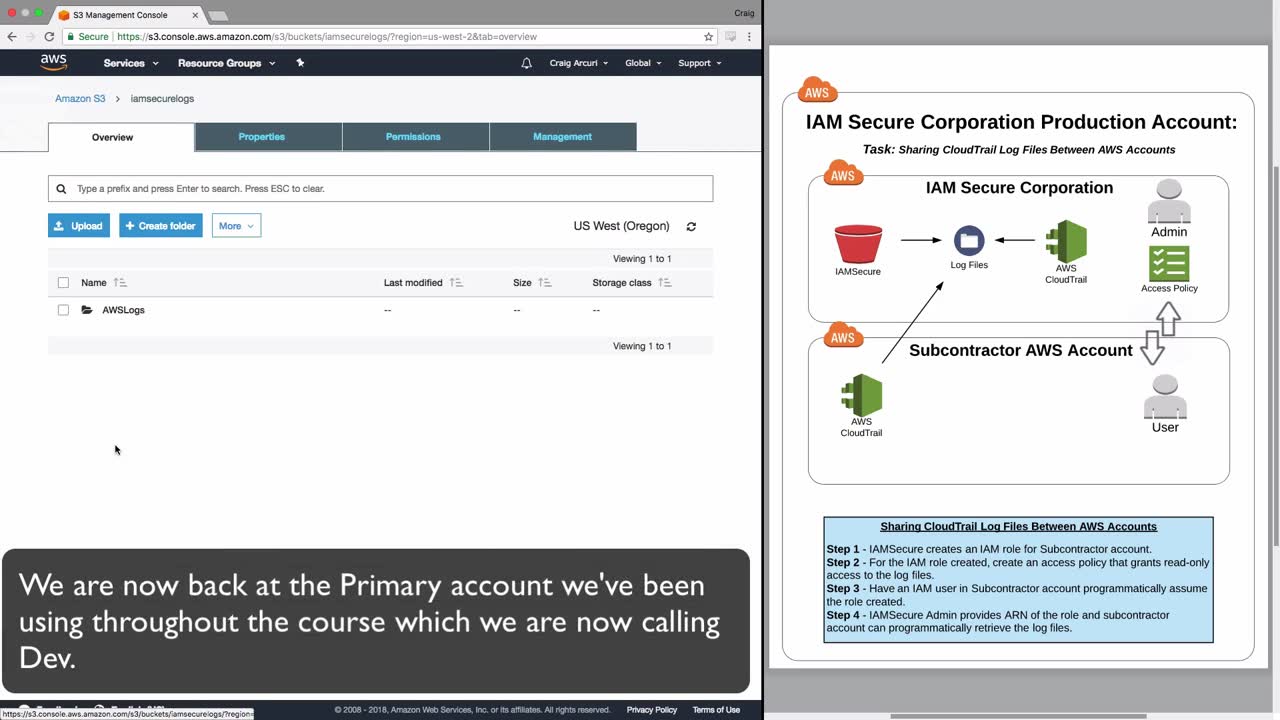 S3 Management Console
Craig
Secure | https://s3.console.aws.amazon.com/s3/buckets/iamsecurelogs/?region=us-west-2&tab=overview
aws
Services
Resource Groups
Craig Arcuri
Global
Support
Amazon S3 > iamsecurelogs
Overview
Properties
Permissions
Management
Type a prefix and press Enter to search. Press ESC to clear.
Upload
Create folder
More
US West (Oregon)
Viewing 1 to 1
Name
Last modified
Size
Storage class
AWSLogs
--
--
--
Viewing 1 to 1
We are now back at the Primary account we've been
using throughout the course which we are now calling
Dev.
https://s3.console.aws.amazon.com/s3/buckets/iamsecurelogs/?region=
© 2008 - 2018, Amazon Web Services, Inc. or its affiliates. All rights reserved.
Privacy Policy
Terms of Use
AWS
IAM Secure Corporation Production Account:
Task: Sharing CloudTrail Log Files Between AWS Accounts
AWS
IAM Secure Corporation
IAMSecure
Log Files
AWS
CloudTrail
Admin
Access Policy
AWS
Subcontractor AWS Account
AWS
CloudTrail
User
Sharing CloudTrail Log Files Between AWS Accounts
Step 1 - IAMSecure creates an IAM role for Subcontractor account.
Step 2 - For the IAM role created, create an access policy that grants read-only
access to the log files.
Step 3 - Have an IAM user in Subcontractor account programmatically assume
the role created.
Step 4 - IAMSecure Admin provides ARN of the role and subcontractor
account can programmatically retrieve the log files.